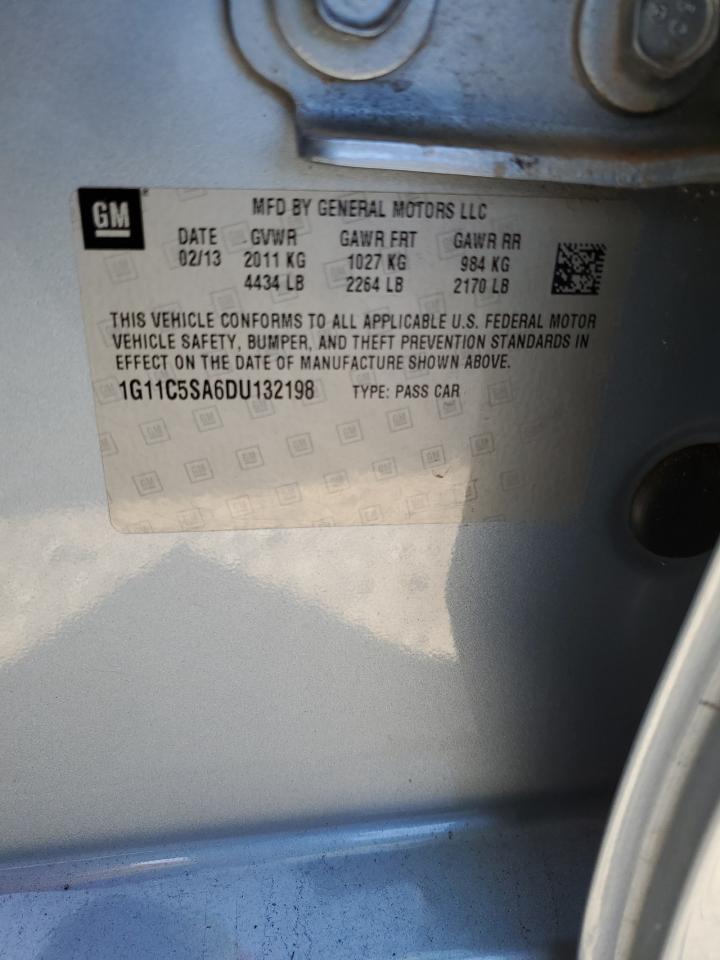 GM
MFD BY GENERAL MOTORS LLC
DATE GVWR GAWR FRT GAWR RR
02/13 2011 KG 1027 KG 984 KG
4434 LB 2264 LB 2170 LB
THIS VEHICLE CONFORMS TO ALL APPLICABLE U.S. FEDERAL MOTOR
VEHICLE SAFETY, BUMPER, AND THEFT PREVENTION STANDARDS IN
EFFECT ON THE DATE OF MANUFACTURE SHOWN ABOVE.
1G11C5SA6DU132198 TYPE: PASS CAR